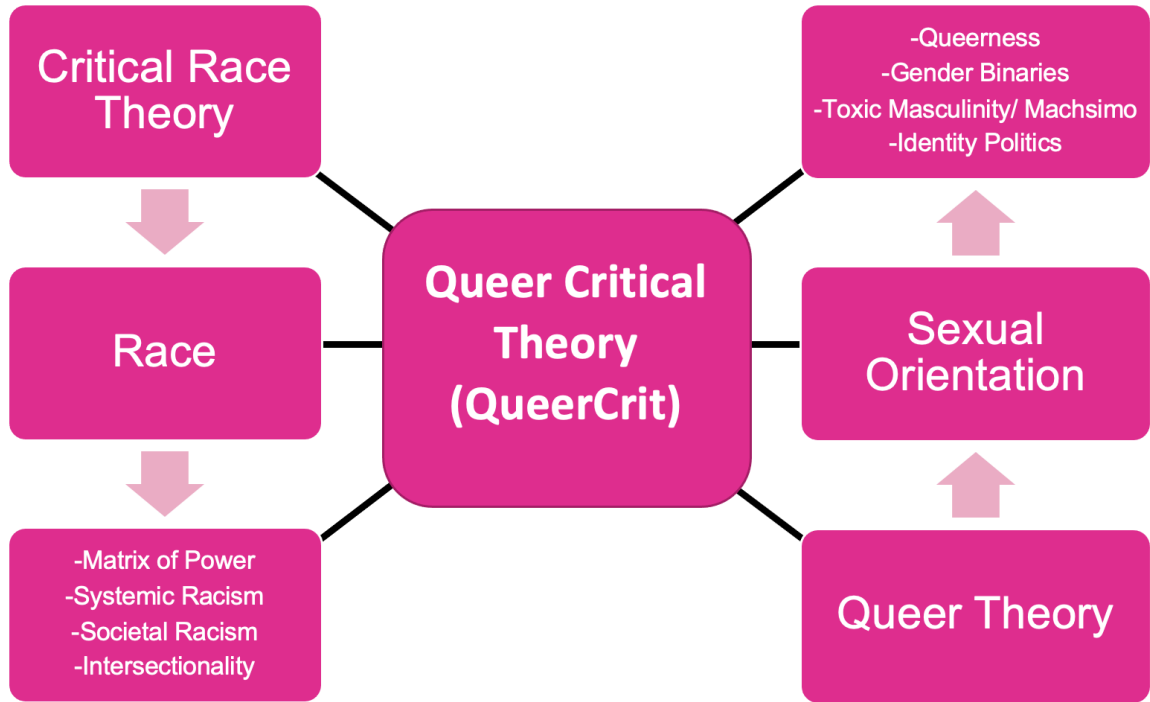 Critical Race
Theory
Race
-Matrix of Power
-Systemic Racism
-Societal Racism
-Intersectionality
Queer Critical
Theory
(QueerCrit)
-Queerness
-Gender Binaries
-Toxic Masculinity/ Machsimo
-Identity Politics
Sexual
Orientation
Queer Theory